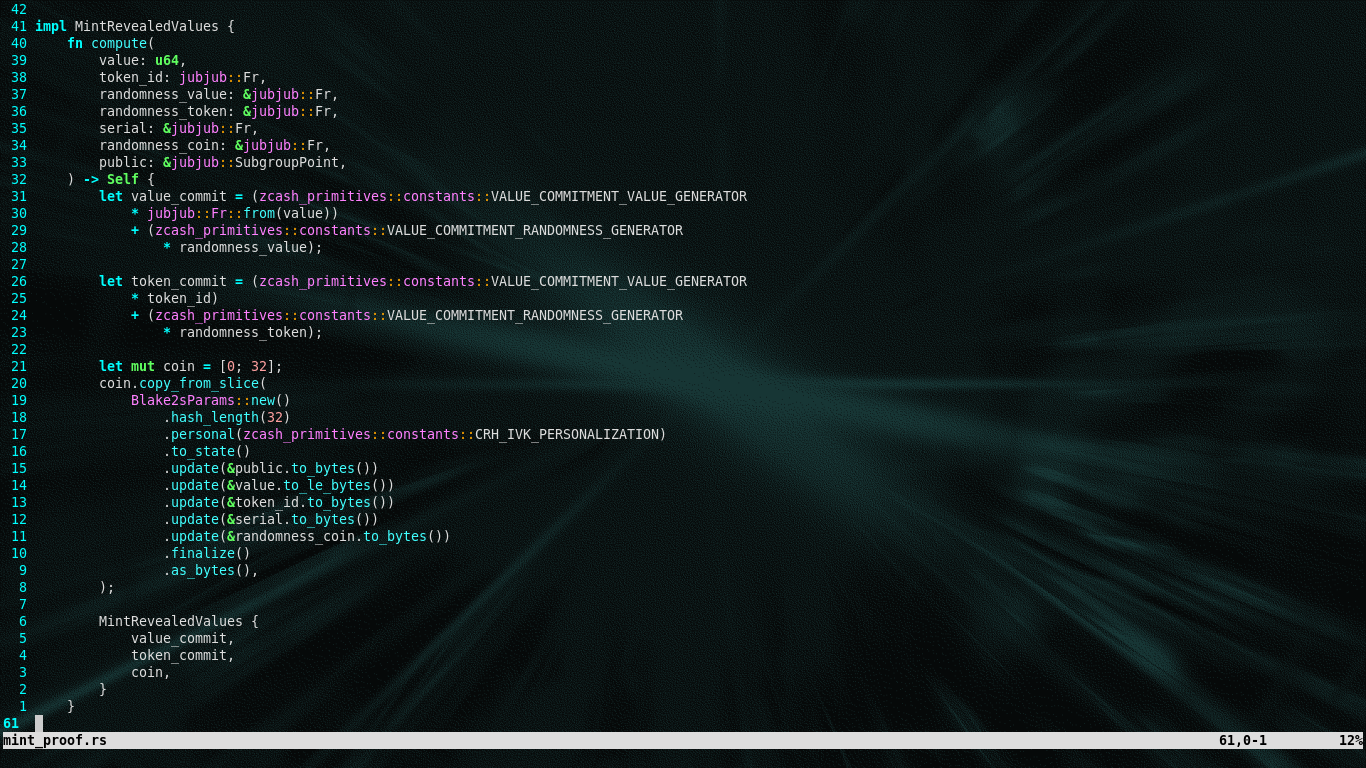 42
41 impl MintRevealedValues {
40     fn compute(
39         value: u64,
38         token_id: jubjub::Fr,
37         randomness_value: &jubjub::Fr,
36         randomness_token: &jubjub::Fr,
35         serial: &jubjub::Fr,
34         randomness_coin: &jubjub::Fr,
33         public: &jubjub::SubgroupPoint,
32     ) -> Self {
31         let value_commit = (zcash_primitives::constants::VALUE_COMMITMENT_VALUE_GENERATOR
30             * jubjub::Fr::from(value))
29             + (zcash_primitives::constants::VALUE_COMMITMENT_RANDOMNESS_GENERATOR
28                 * randomness_value);
27
26         let token_commit = (zcash_primitives::constants::VALUE_COMMITMENT_VALUE_GENERATOR
25             * token_id)
24             + (zcash_primitives::constants::VALUE_COMMITMENT_RANDOMNESS_GENERATOR
23                 * randomness_token);
22
21         let mut coin = [0; 32];
20         coin.copy_from_slice(
19             Blake2sParams::new()
18                 .hash_length(32)
17                 .personal(zcash_primitives::constants::CRH_IVK_PERSONALIZATION)
16                 .to_state()
15                 .update(&public.to_bytes())
14                 .update(&value.to_le_bytes())
13                 .update(&token_id.to_bytes())
12                 .update(&serial.to_bytes())
11                 .update(&randomness_coin.to_bytes())
10                 .finalize()
9                 .as_bytes(),
8         );
7
6         MintRevealedValues {
5             value_commit,
4             token_commit,
3             coin,
2         }
1     }
61
mint_proof.rs 61,0-1 12%